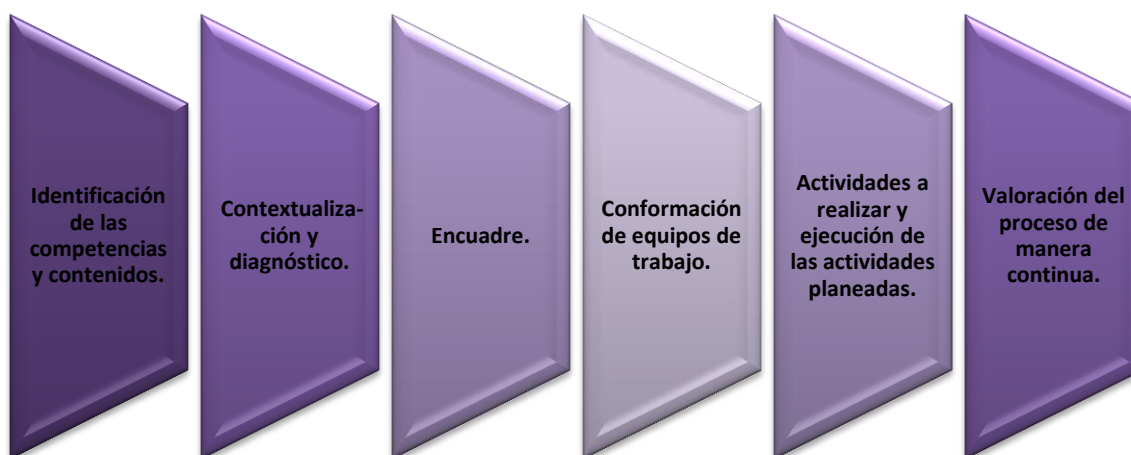 Identificación
de las
competencias
y contenidos.
Contextualiza-
ción y
diagnóstico.
Encuadre.
Conformación
de equipos de
trabajo.
Actividades a
realizar y
ejecución de
las actividades
planeadas.
Valoración del
proceso de
manera
continua.